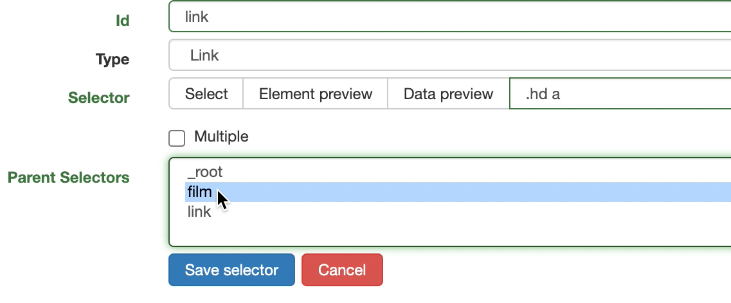 Id link
Type Link
Selector Select Element preview Data preview .hd a
Multiple
Parent Selectors _root
film
link
Save selector Cancel